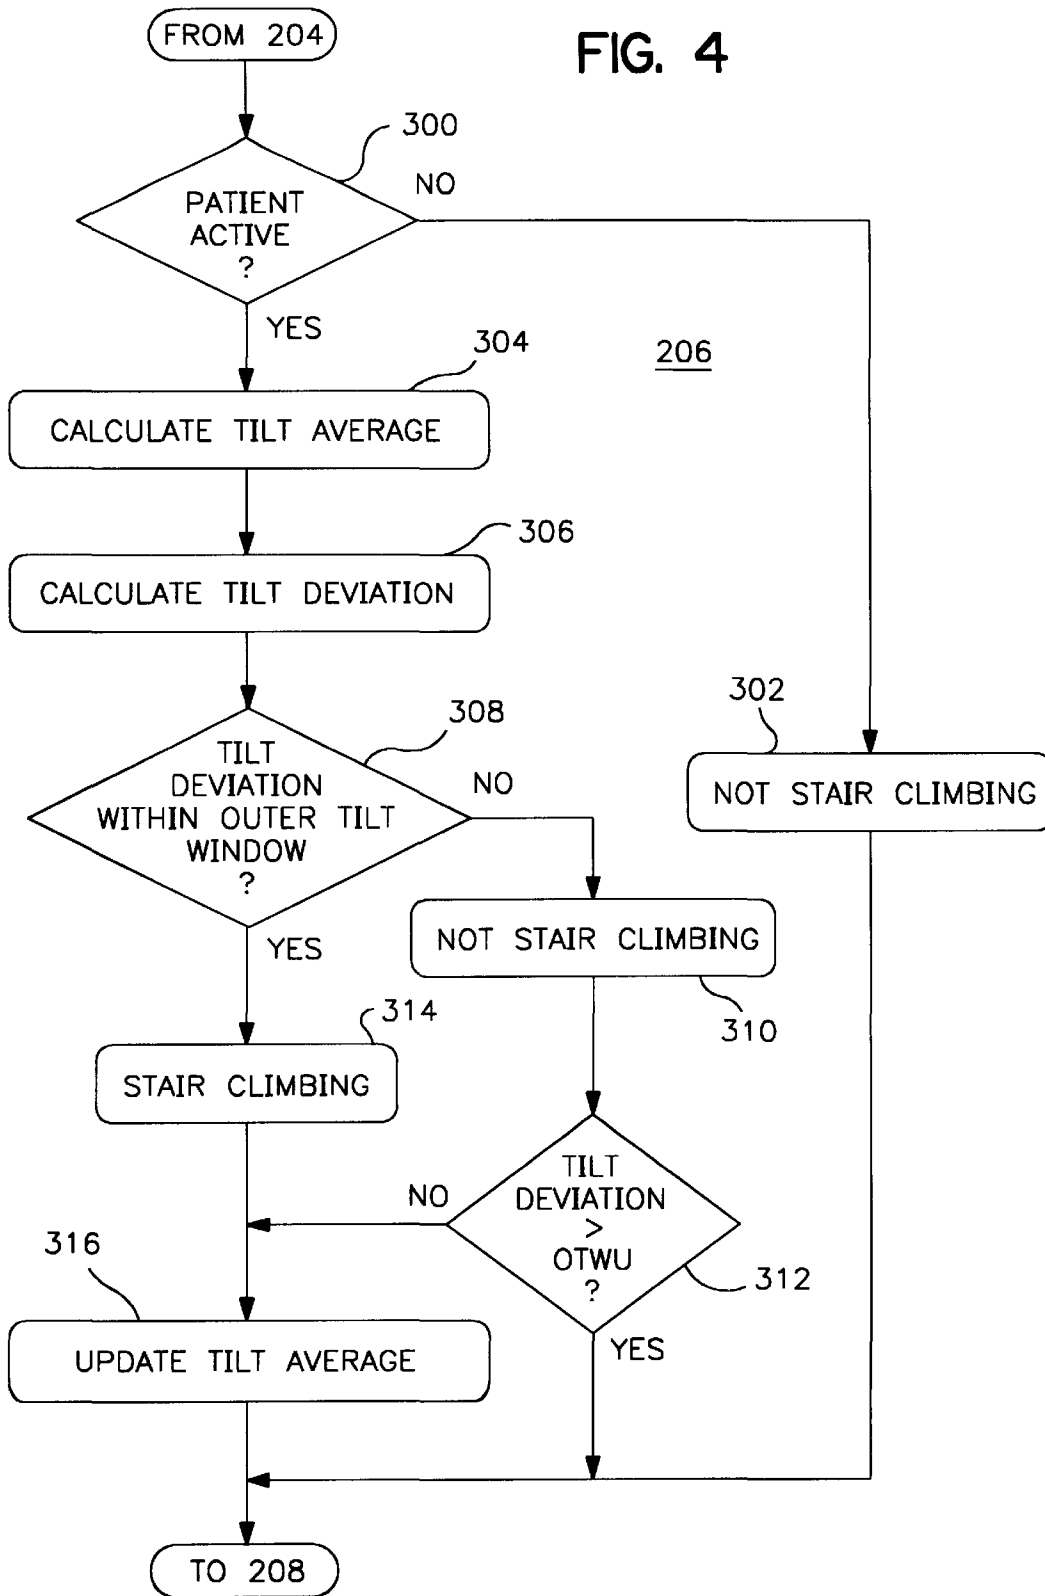 FROM 204
FIG. 4
300
PATIENT
ACTIVE
?
NO
YES
304
206
CALCULATE TILT AVERAGE
306
CALCULATE TILT DEVIATION
308
302
TILT
DEVIATION
WITHIN OUTER TILT
WINDOW
?
NO
NOT STAIR CLIMBING
YES
NOT STAIR CLIMBING
310
314
STAIR CLIMBING
TILT
DEVIATION
>
OTWU
?
NO
312
316
YES
UPDATE TILT AVERAGE
TO 208